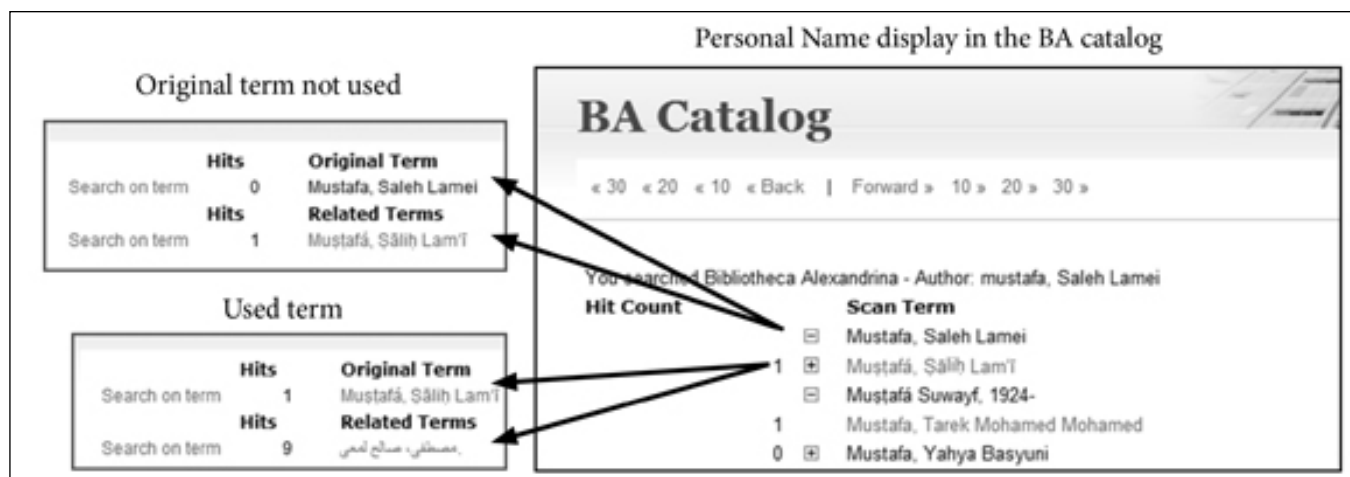 Personal Name display in the BA catalog
Original term not used
Hits Original Term
Search on term 0 Mustafa, Saleh Lamei
Hits Related Terms
Search on term 1 Muṣṭafá, Ṣāliḥ Lam'ī
Used term
Hits Original Term
Search on term 1 Muṣṭafá, Ṣāliḥ Lam'ī
Hits Related Terms
Search on term 9 مصطفى، صالح لمعى.
BA Catalog
« 30 « 20 « 10 « Back | Forward » 10 » 20 » 30 »
You searched Bibliotheca Alexandrina - Author: mustafa, Saleh Lamei
Hit Count Scan Term
Mustafa, Saleh Lamei
1 Muṣṭafá, Ṣāliḥ Lam'ī
Muṣṭafá Suwayf, 1924-
1 Mustafa, Tarek Mohamed Mohamed
0 Mustafa, Yahya Basyuni